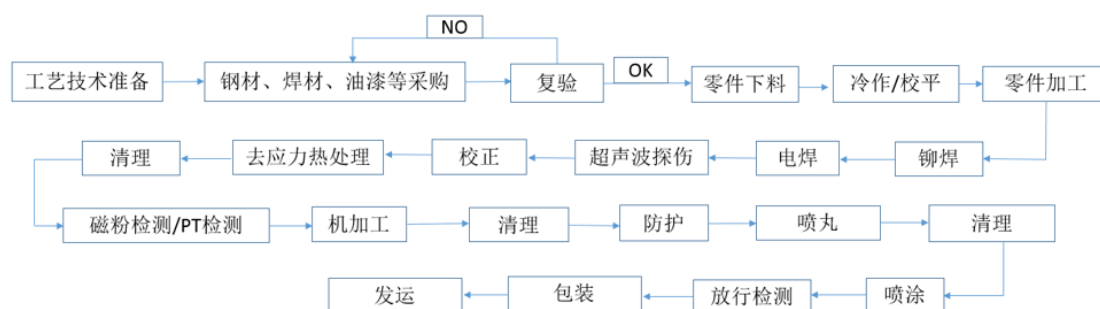 NO
工艺技术准备
钢材、焊材、油漆等采购
复验
OK
零件下料
冷作/校平
零件加工
清理
去应力热处理
校正
超声波探伤
电焊
铆焊
磁粉检测/PT检测
机加工
清理
防护
喷丸
清理
发运
包装
放行检测
喷涂